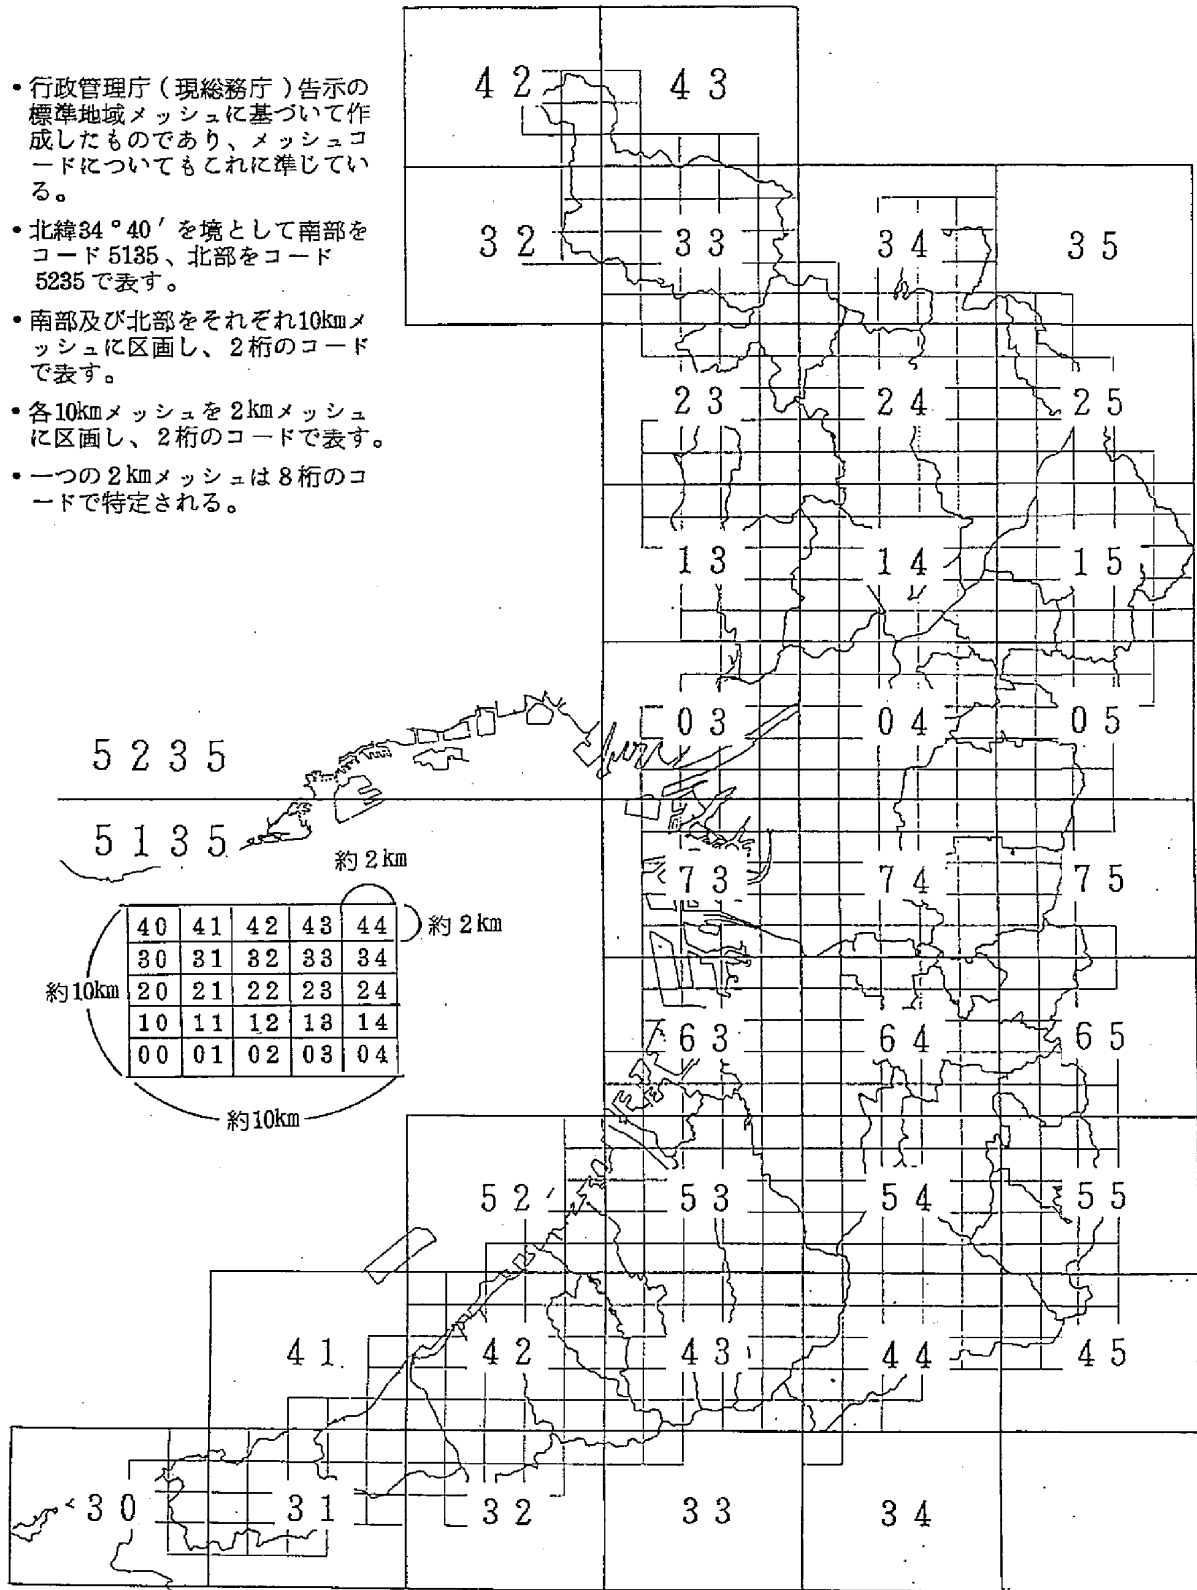 ・行政管理庁(現総務庁)告示の
標準地域メッシュに基づいて作
成したものであり、メッシュコ
ードについてもこれに準じてい
る。
・北緯34°40′を境として南部を
コード5135、北部をコード
5235で表す。
・南部及び北部をそれぞれ10kmメ
ッシュに区画し、2桁のコード
で表す。
・各10kmメッシュを2kmメッシュ
に区画し、2桁のコードで表す。
・一つの2kmメッシュは8桁のコ
ードで特定される。
42 43
32 33 34 35
23 24 25
13 14 15
03 04 05
5235
5135
73 74 75
63 64 65
52 53 54 55
41 42 43 44 45
30 31 32 33 34
約2km
40 41 42 43 44 約2km
30 31 32 33 34
約10km 20 21 22 23 24
10 11 12 13 14
00 01 02 03 04
約10km